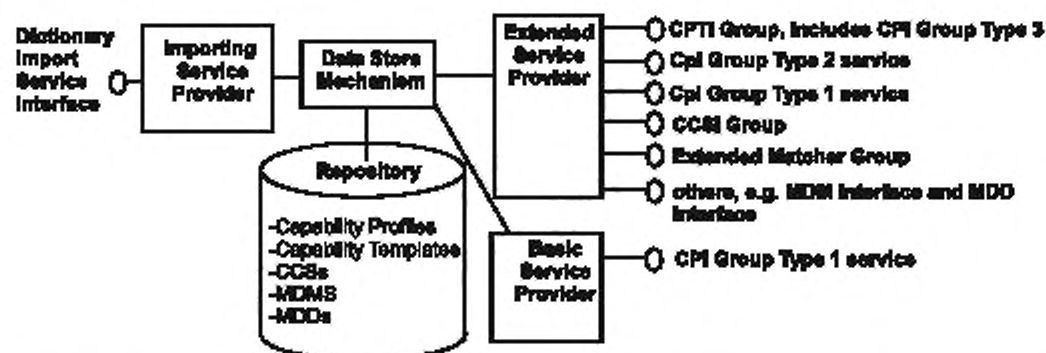 Dictionary
Import
Service
Interface
Importing
Service
Provider
Data Store
Mechanism
Extended
Service
Provider
CPTI Group, Includes CPI Group Type 3
Cpi Group Type 2 service
Cpi Group Type 1 service
CCSI Group
Extended Matcher Group
others, e.g. MDM Interface and MDD
Interface
Repository
-Capability Profiles
-Capability Templates
-CCSs
-MDMS
-MDDs
Basic
Service
Provider
CPI Group Type 1 service